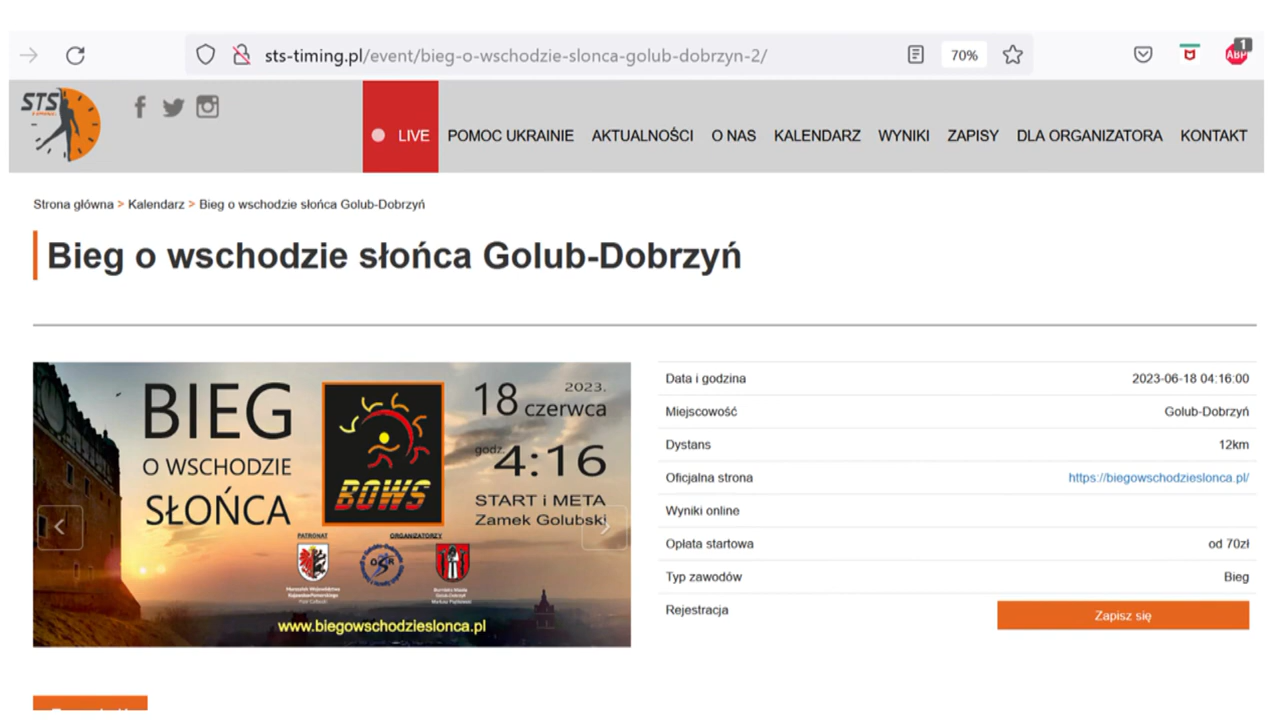 sts-timing.pl/event/bieg-o-wschodzie-slonca-golub-dobrzyn-2/
70%
1
ABP
STS
LIVE
POMOC UKRAINIE
AKTUALNOŚCI
O NAS
KALENDARZ
WYNIKI
ZAPISY
DLA ORGANIZATORA
KONTAKT
Strona główna > Kalendarz > Bieg o wschodzie słońca Golub-Dobrzyń
Bieg o wschodzie słońca Golub-Dobrzyń
BIEG
O WSCHODZIE
SŁOŃCA
BOWS
2023.
18 czerwca
godz. 4:16
START i META
Zamek Golubski
PATRONAT
ORGANIZATORZY
www.biegowschodzieslonca.pl
Data i godzina 2023-06-18 04:16:00
Miejscowość Golub-Dobrzyń
Dystans 12km
Oficjalna strona https://biegowschodzieslonca.pl/
Wyniki online
Opłata startowa od 70zł
Typ zawodów Bieg
Rejestracja Zapisz się